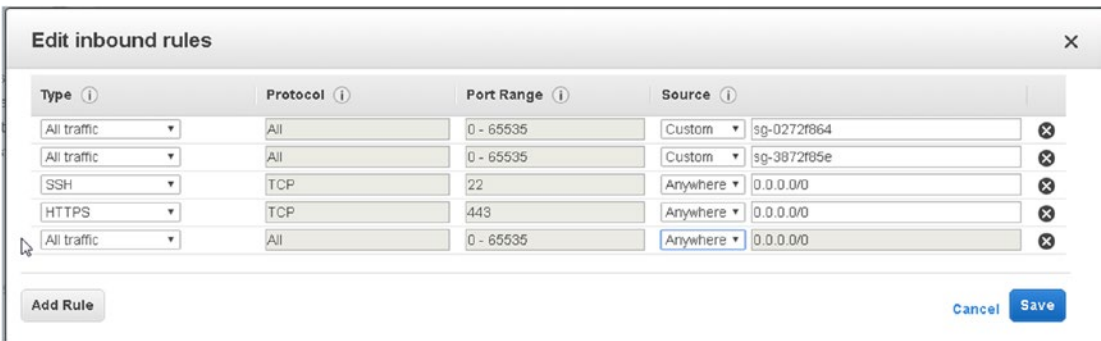 Edit inbound rules
Type Protocol Port Range Source
All traffic All 0 - 65535 Custom sg-0272f864
All traffic All 0 - 65535 Custom sg-3872f85e
SSH TCP 22 Anywhere 0.0.0.0/0
HTTPS TCP 443 Anywhere 0.0.0.0/0
All traffic All 0 - 65535 Anywhere 0.0.0.0/0
Add Rule Cancel Save